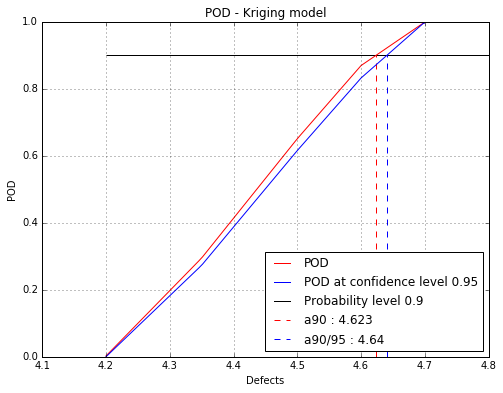 POD - Kriging model
1.0
0.8
0.6
0.4
0.2
0.0
POD
POD
POD at confidence level 0.95
Probability level 0.9
a90 : 4.623
a90/95 : 4.64
4.1 4.2 4.3 4.4 4.5 4.6 4.7 4.8
Defects